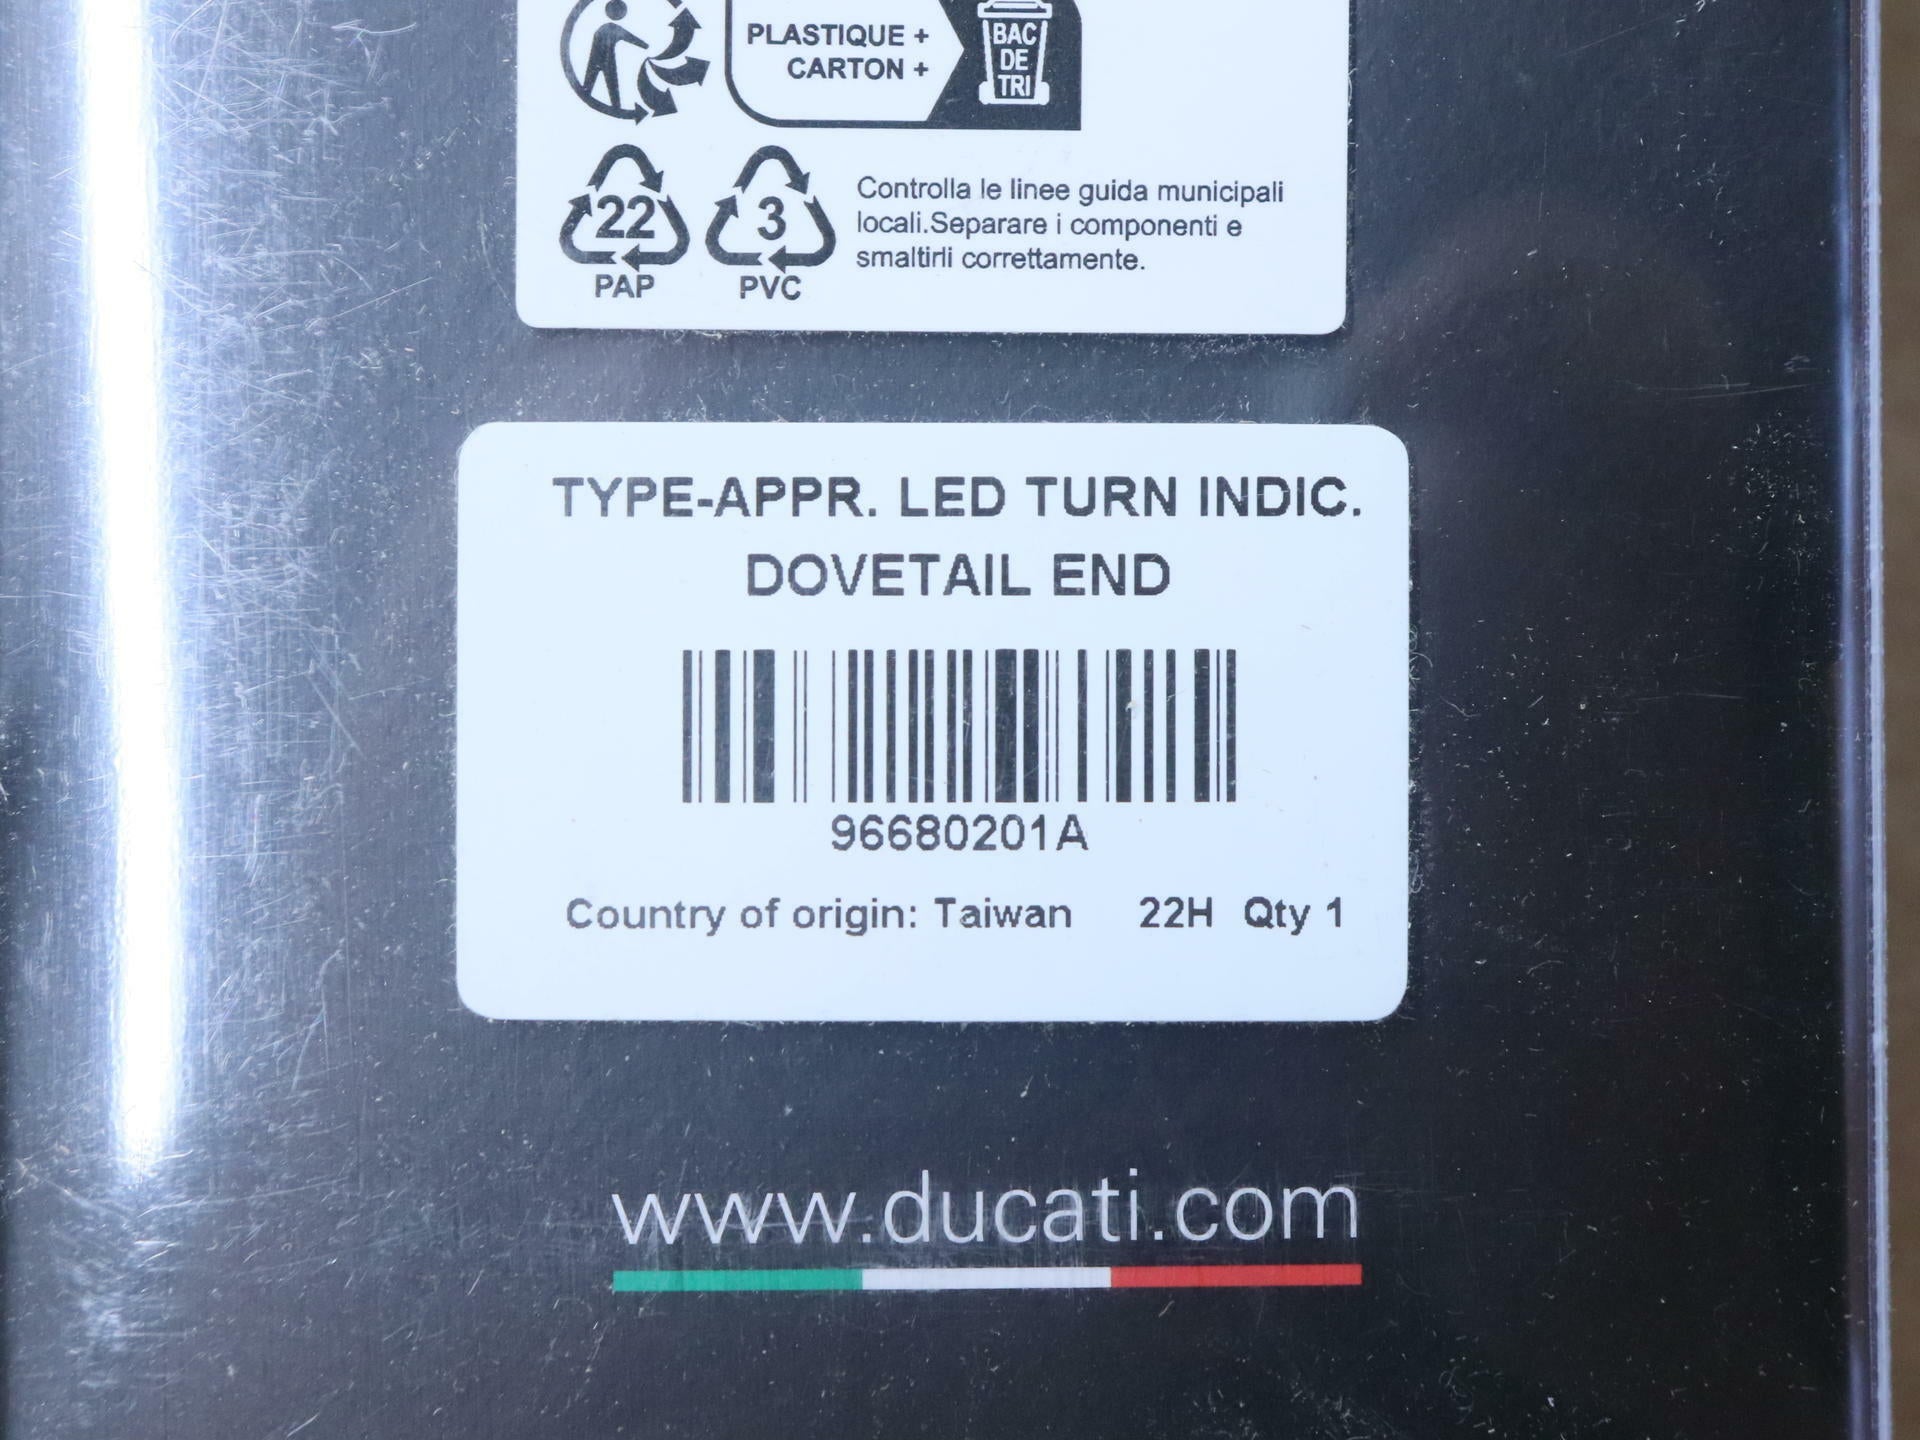 PLASTIQUE +
CARTON +
BAC
DE
TRI
22
PAP
3
PVC
Controlla le linee guida municipali
locali.Separare i componenti e
smaltirli correttamente.
TYPE-APPR. LED TURN INDIC.
DOVETAIL END
96680201A
Country of origin: Taiwan 22H Qty 1
www.ducati.com